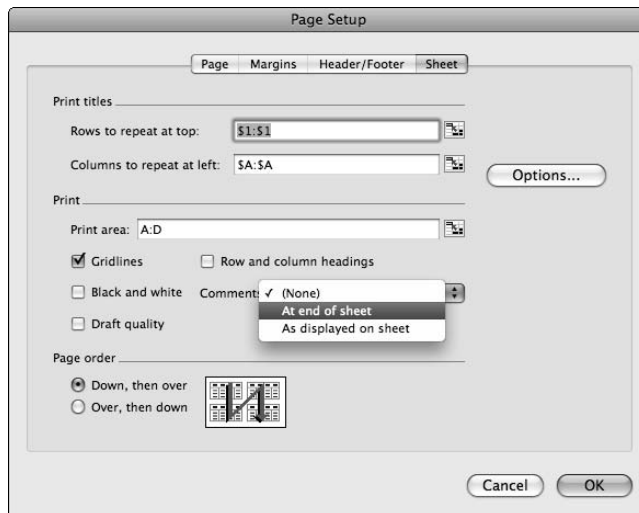 Page Setup
Page Margins Header/Footer Sheet
Print titles
Rows to repeat at top: $1:$1
Columns to repeat at left: $A:$A
Options...
Print
Print area: A:D
Gridlines Row and column headings
Black and white Comments (None)
At end of sheet
As displayed on sheet
Draft quality
Page order
Down, then over
Over, then down
Cancel OK